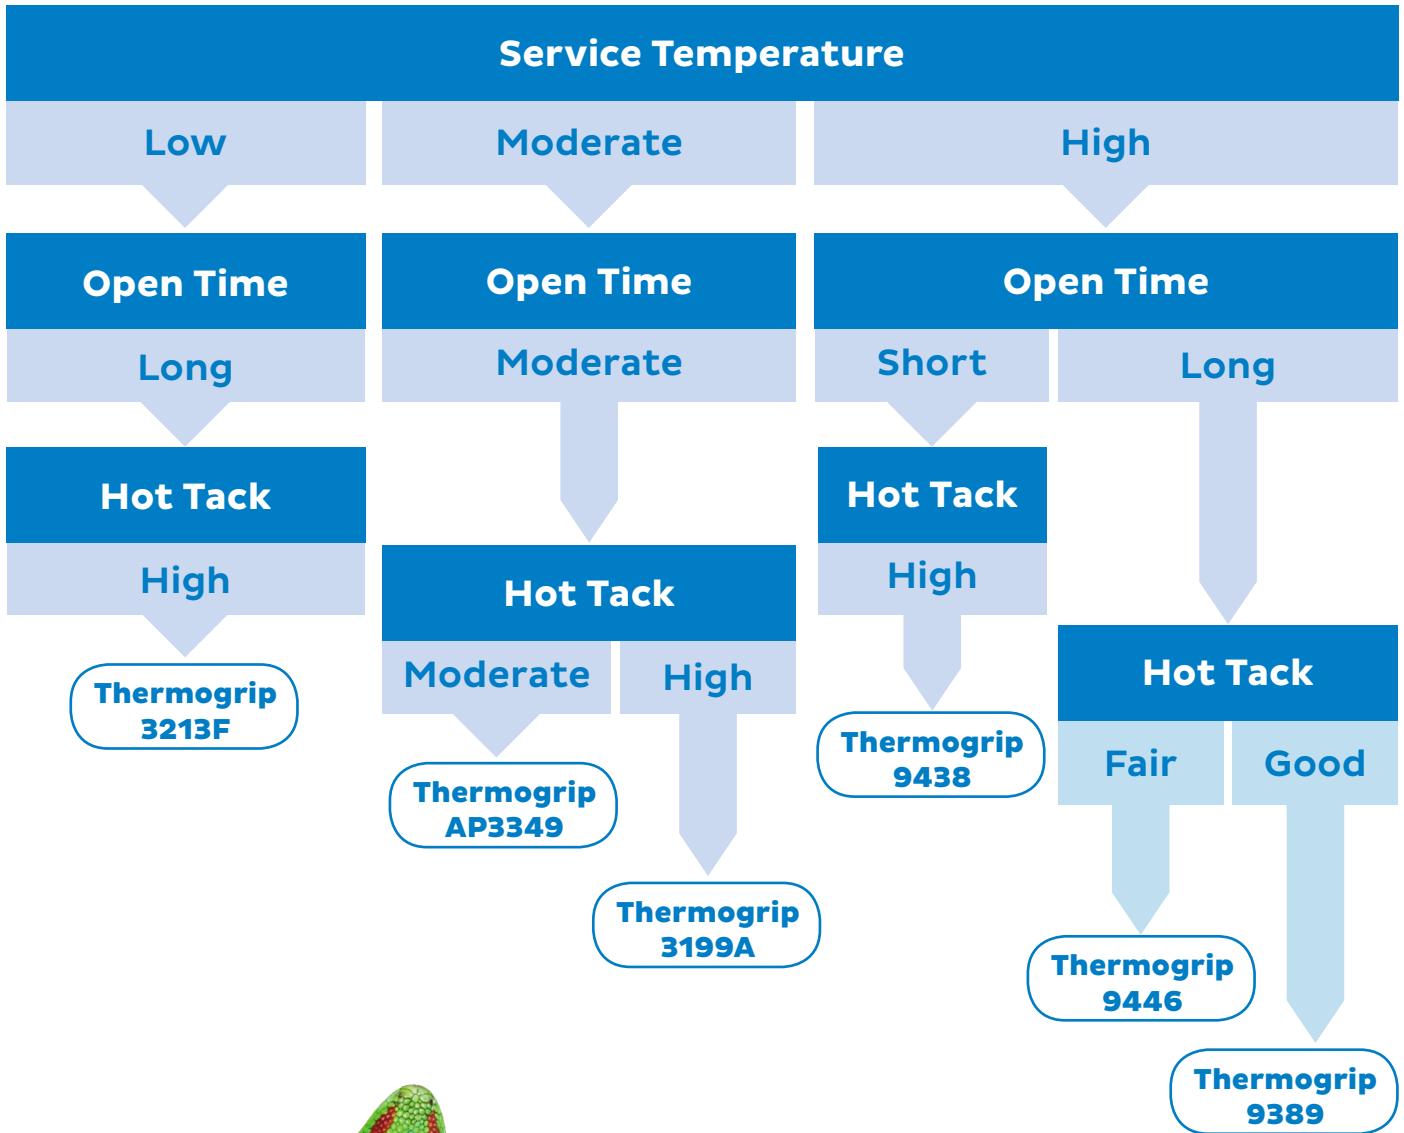 Service Temperature
Low
Moderate
High
Open Time
Open Time
Open Time
Long
Moderate
Short
Long
Hot Tack
High
Thermogrip
3213F
Hot Tack
Moderate
High
Thermogrip
AP3349
Thermogrip
3199A
Hot Tack
High
Thermogrip
9438
Hot Tack
Fair
Good
Thermogrip
9446
Thermogrip
9389